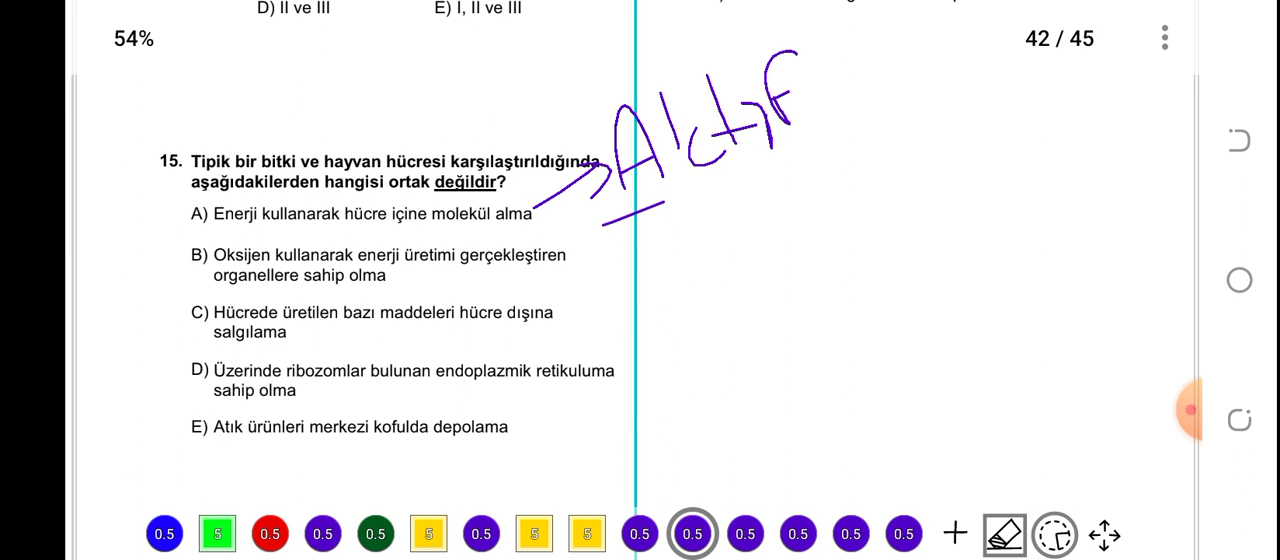 D) II ve III E) I, II ve III
54% 42 / 45
Aktif
15. Tipik bir bitki ve hayvan hücresi karşılaştırıldığında
aşağıdakilerden hangisi ortak değildir?
A) Enerji kullanarak hücre içine molekül alma
B) Oksijen kullanarak enerji üretimi gerçekleştiren
organellere sahip olma
C) Hücrede üretilen bazı maddeleri hücre dışına
salgılama
D) Üzerinde ribozomlar bulunan endoplazmik retikuluma
sahip olma
E) Atık ürünleri merkezi kofulda depolama
0.5 5 0.5 0.5 0.5 5 0.5 5 5 0.5 0.5 0.5 0.5 0.5 0.5